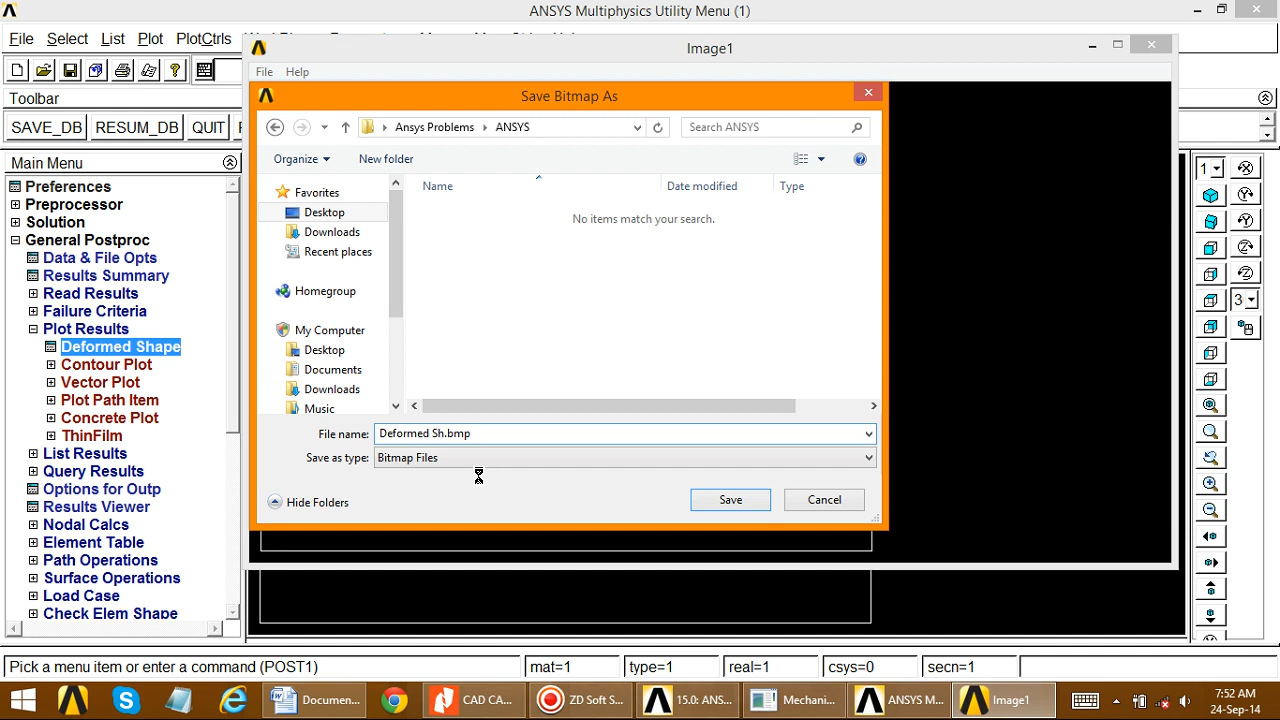 ANSYS Multiphysics Utility Menu (1)
File Select List Plot PlotCtrls
Image1
File Help
Toolbar
SAVE_DB RESUM_DB QUIT
Save Bitmap As
Ansys Problems ANSYS
Search ANSYS
Organize New folder
Name Date modified Type
No items match your search.
Favorites
Desktop
Downloads
Recent places
Homegroup
My Computer
Desktop
Documents
Downloads
Music
File name: Deformed Sh.bmp
Save as type: Bitmap Files
Hide Folders
Save Cancel
Main Menu
Preferences
Preprocessor
Solution
General Postproc
Data & File Opts
Results Summary
Read Results
Failure Criteria
Plot Results
Deformed Shape
Contour Plot
Vector Plot
Plot Path Item
Concrete Plot
ThinFilm
List Results
Query Results
Options for Outp
Results Viewer
Nodal Calcs
Element Table
Path Operations
Surface Operations
Load Case
Check Elem Shape
1
3
Pick a menu item or enter a command (POST1)
mat=1 type=1 real=1 csys=0 secn=1
Documen...
CAD CA...
ZD Soft S...
15.0: ANS...
Mechani...
ANSYS M...
Image1
7:52 AM
24-Sep-14